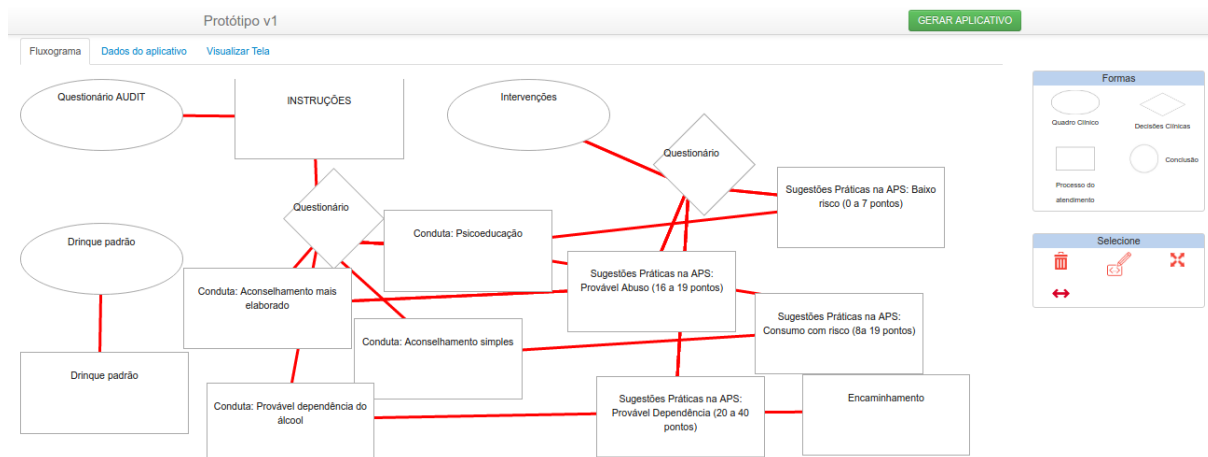 Protótipo v1
GERAR APLICATIVO
Fluxograma
Dados do aplicativo
Visualizar Tela
Questionário AUDIT
INSTRUÇÕES
Intervenções
Questionário
Sugestões Práticas na APS: Baixo
risco (0 a 7 pontos)
Questionário
Conduta: Psicoeducação
Drinque padrão
Sugestões Práticas na APS:
Provável Abuso (16 a 19 pontos)
Conduta: Aconselhamento mais
elaborado
Sugestões Práticas na APS:
Consumo com risco (8a 19 pontos)
Conduta: Aconselhamento simples
Drinque padrão
Conduta: Provável dependência do
álcool
Sugestões Práticas na APS:
Provável Dependência (20 a 40
pontos)
Encaminhamento
Formas
Quadro Clínico
Decisões Clínicas
Processo do
atendimento
Conclusão
Selecione